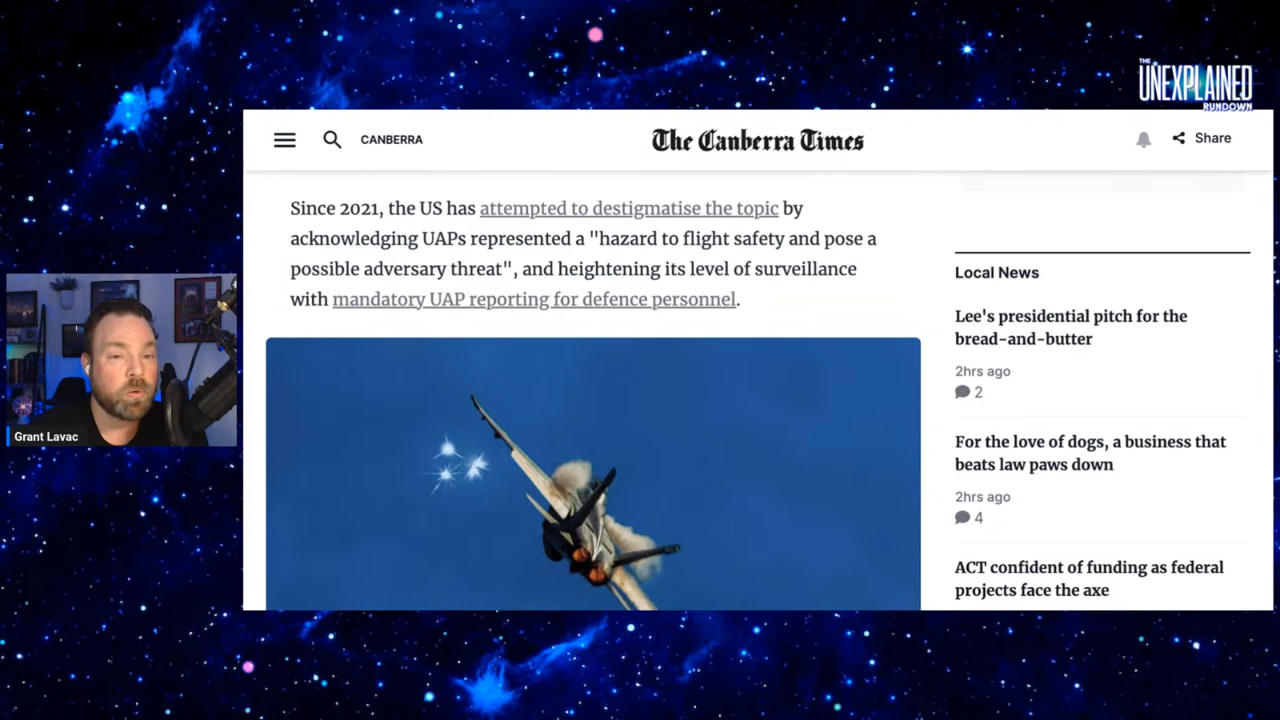 THE
UNEXPLAINED
RUNDOWN
CANBERRA
The Canberra Times
Share
Since 2021, the US has attempted to destigmatise the topic by
acknowledging UAPs represented a "hazard to flight safety and pose a
possible adversary threat", and heightening its level of surveillance
with mandatory UAP reporting for defence personnel.
Local News
Lee's presidential pitch for the
bread-and-butter
2hrs ago
2
For the love of dogs, a business that
beats law paws down
2hrs ago
4
ACT confident of funding as federal
projects face the axe
Grant Lavac